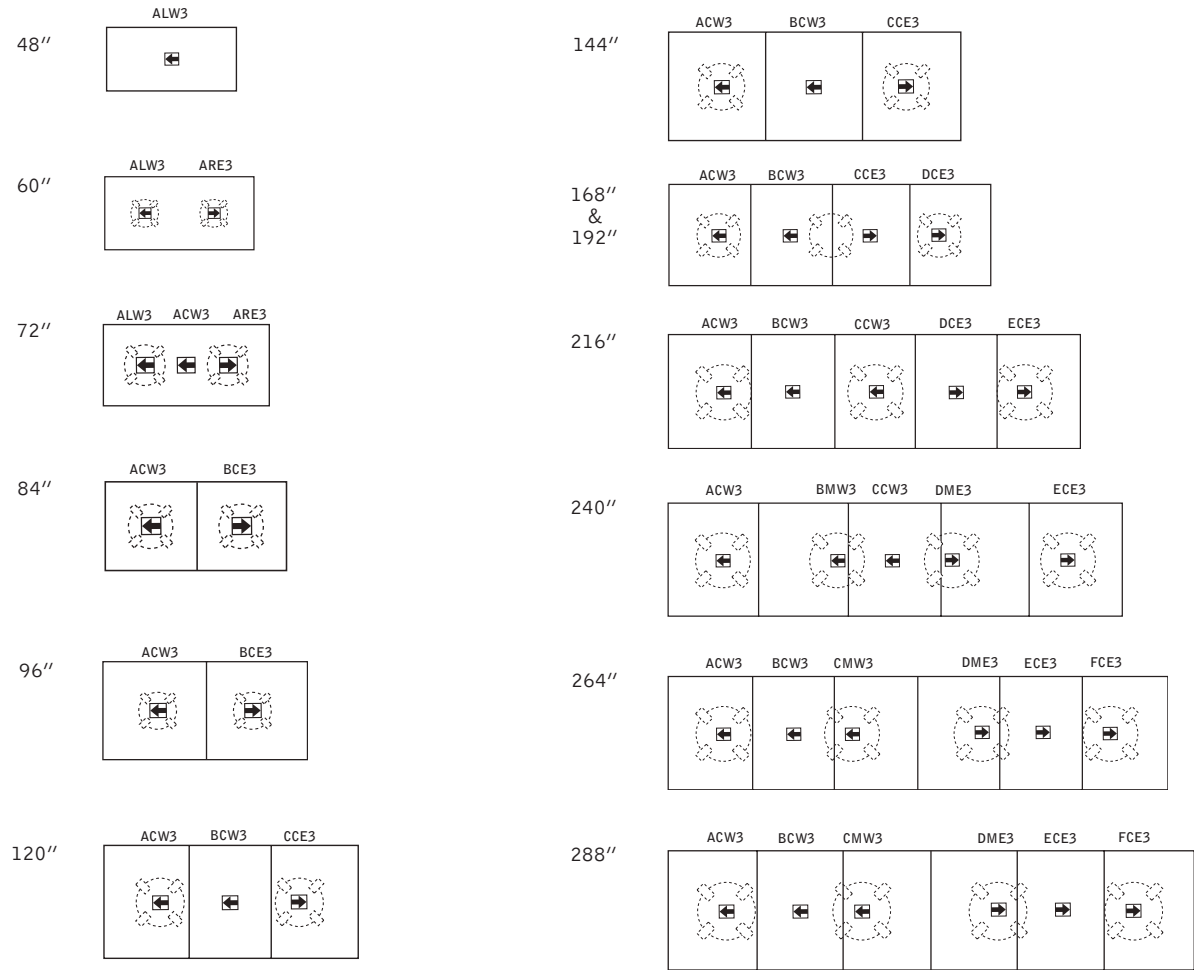 ALW3
48″
60″
ALW3 ARE3
72″
ALW3 ACW3 ARE3
84″
ACW3 BCE3
96″
ACW3 BCE3
120″
ACW3 BCW3 CCE3
144″
ACW3 BCW3 CCE3
168″
&
192″
ACW3 BCW3 CCE3 DCE3
216″
ACW3 BCW3 CCW3 DCE3 ECE3
240″
ACW3 BMW3 CCW3 DME3 ECE3
264″
ACW3 BCW3 CMW3 DME3 ECE3 FCE3
288″
ACW3 BCW3 CMW3 DME3 ECE3 FCE3